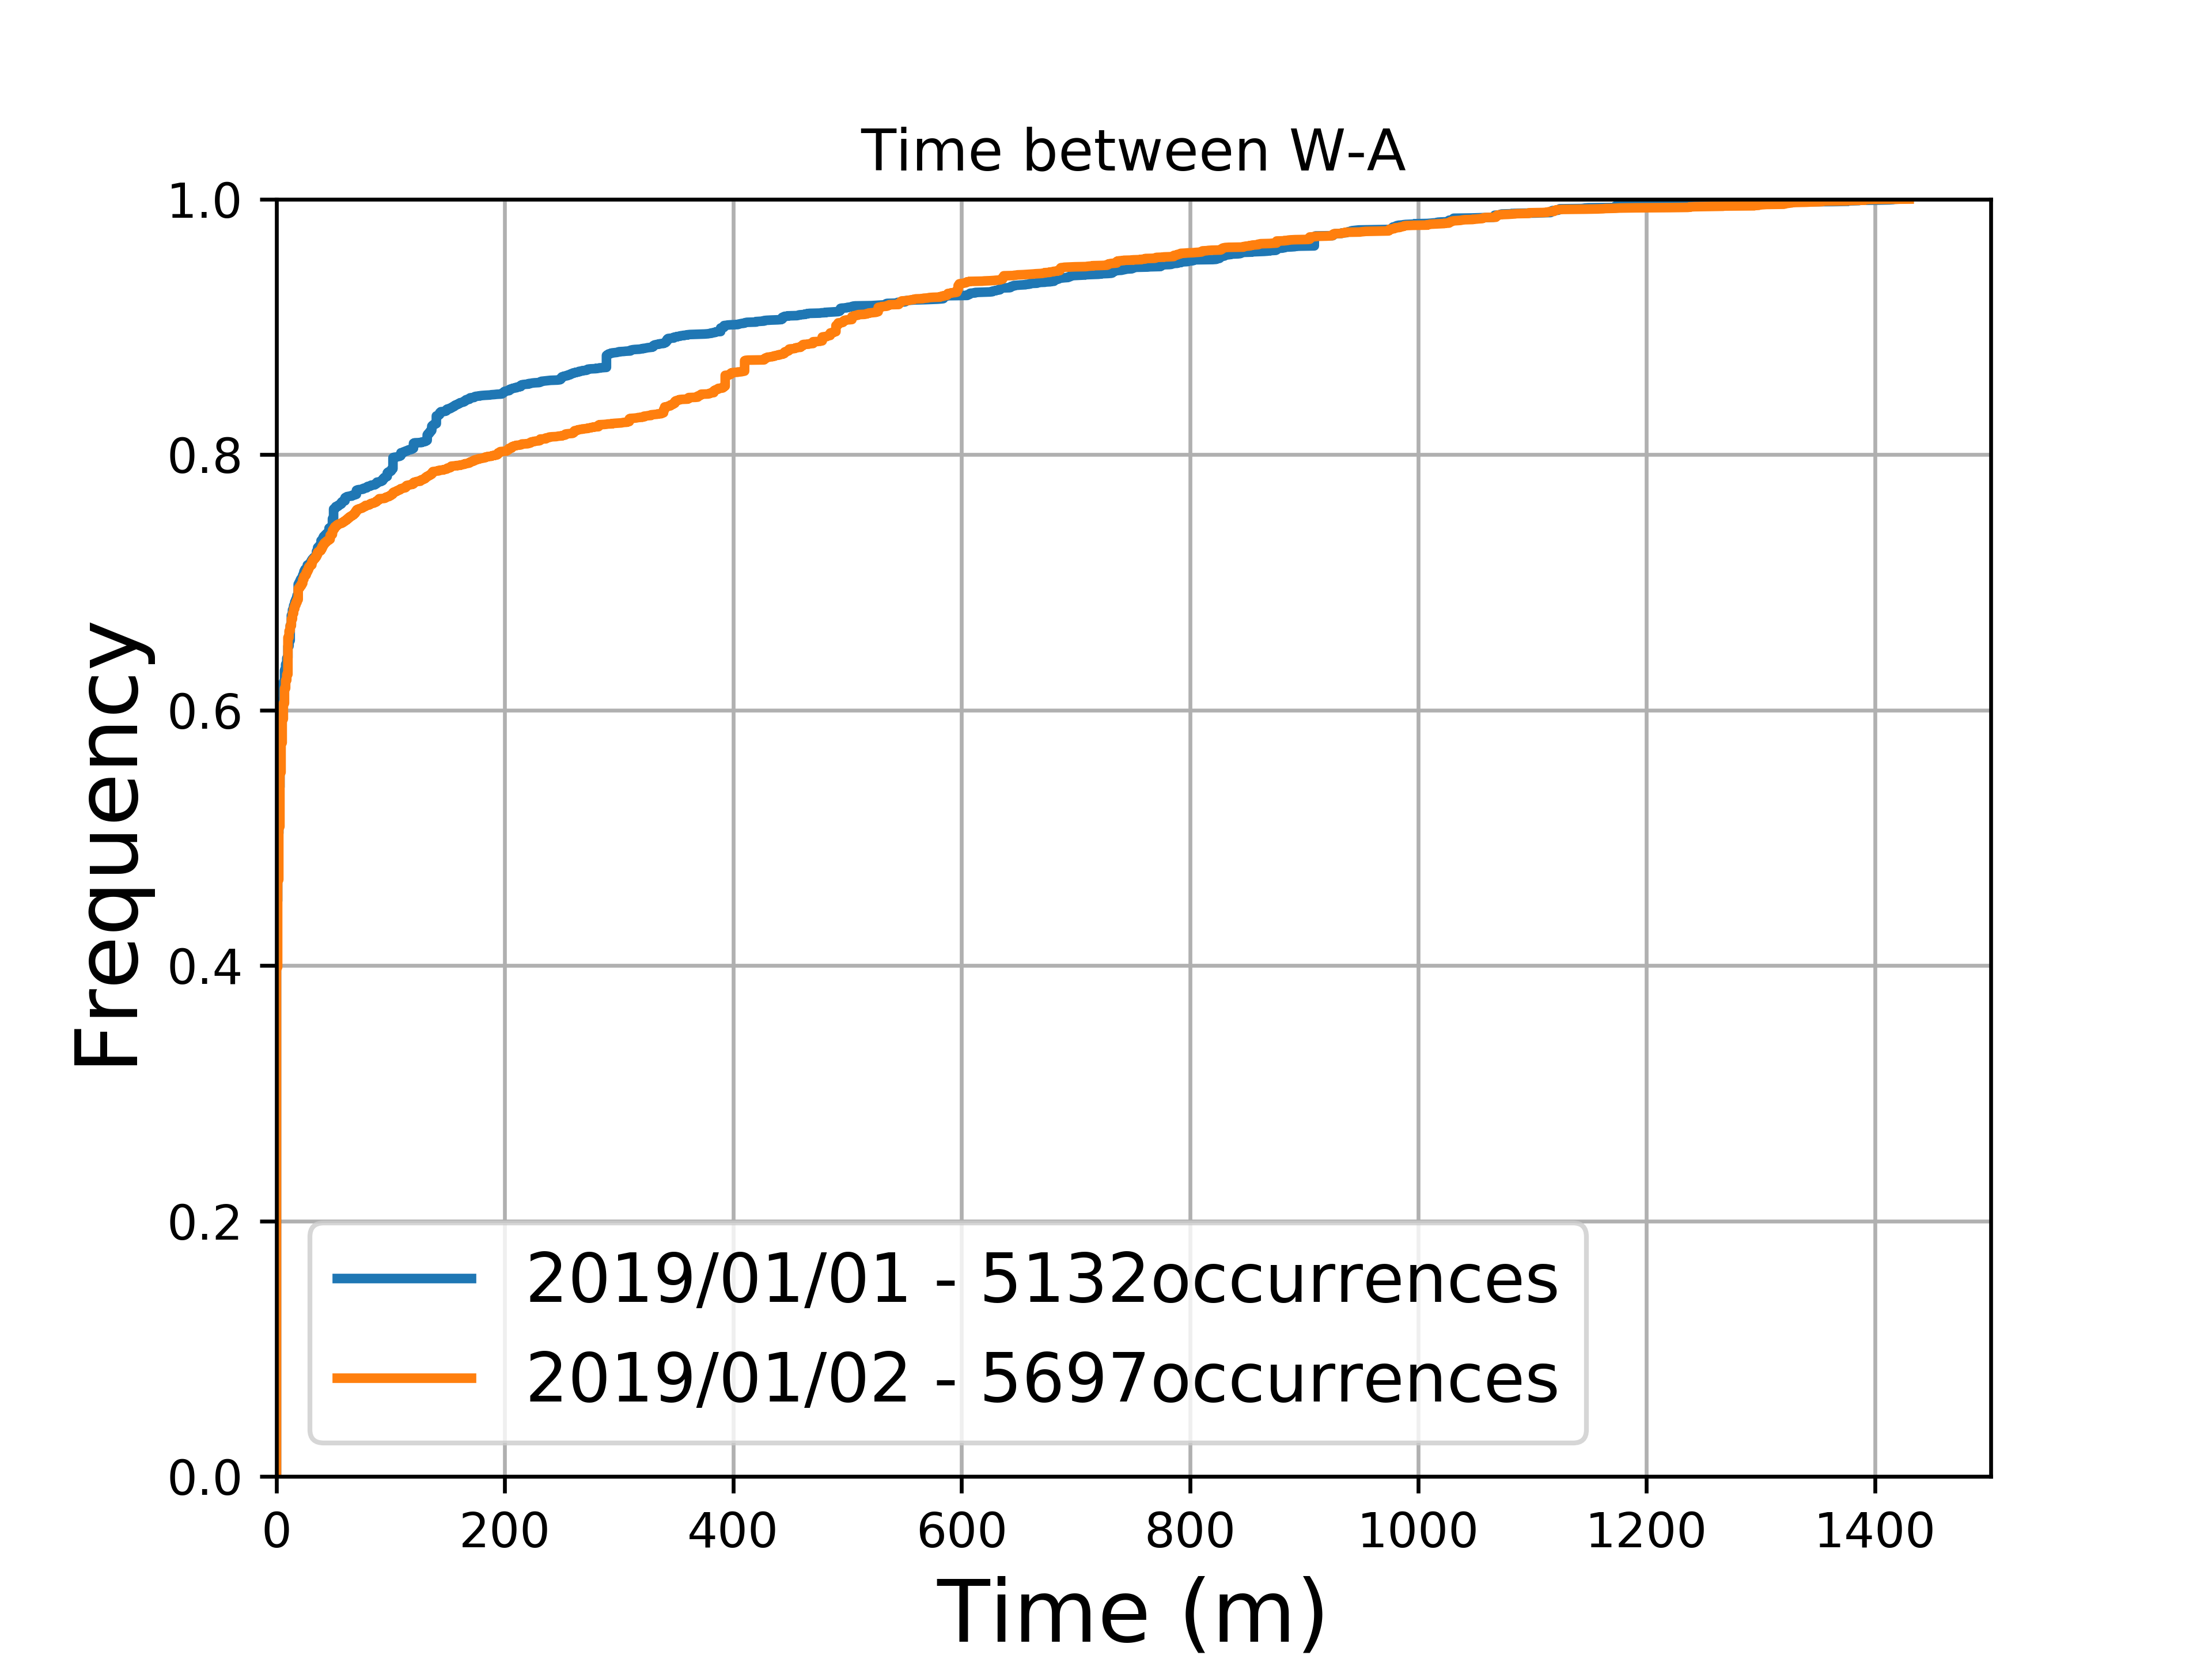 Time between W-A
1.0
0.8
0.6
0.4
0.2
0.0
Frequency
2019/01/01 - 5132occurrences
2019/01/02 - 5697occurrences
0 200 400 600 800 1000 1200 1400
Time (m)